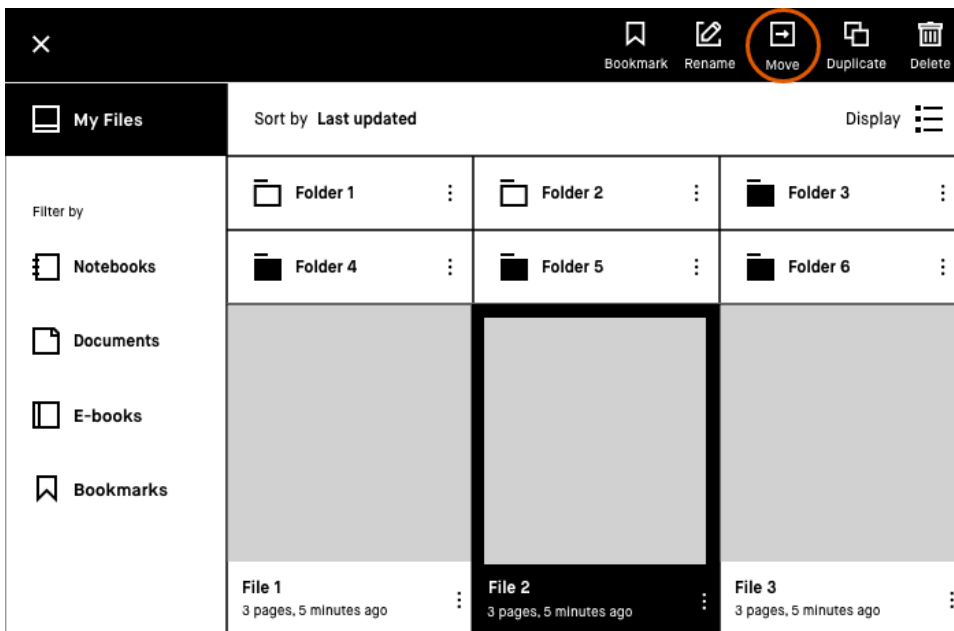 Bookmark Rename Move Duplicate Delete
My Files
Sort by Last updated Display
Filter by
Notebooks
Documents
E-books
Bookmarks
Folder 1 Folder 2 Folder 3
Folder 4 Folder 5 Folder 6
File 1 File 2 File 3
3 pages, 5 minutes ago 3 pages, 5 minutes ago 3 pages, 5 minutes ago